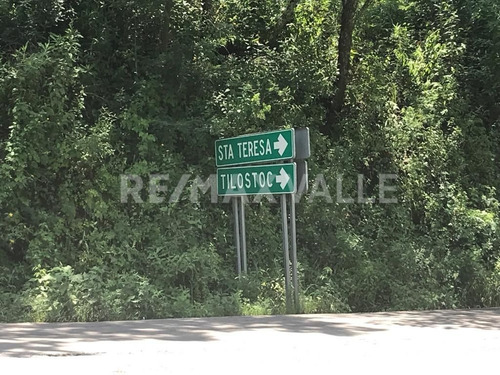 STA TERESA
TILOSTOC
RE/MAX VALLE